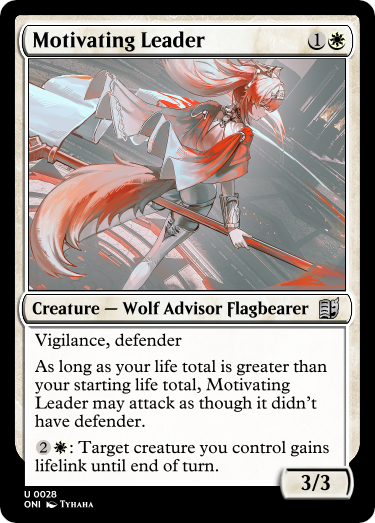 Motivating Leader 1
Creature — Wolf Advisor Flagbearer
Vigilance, defender
As long as your life total is greater than
your starting life total, Motivating
Leader may attack as though it didn't
have defender.
2 : Target creature you control gains
lifelink until end of turn.
3/3
U 0028
ONI Tyhaha